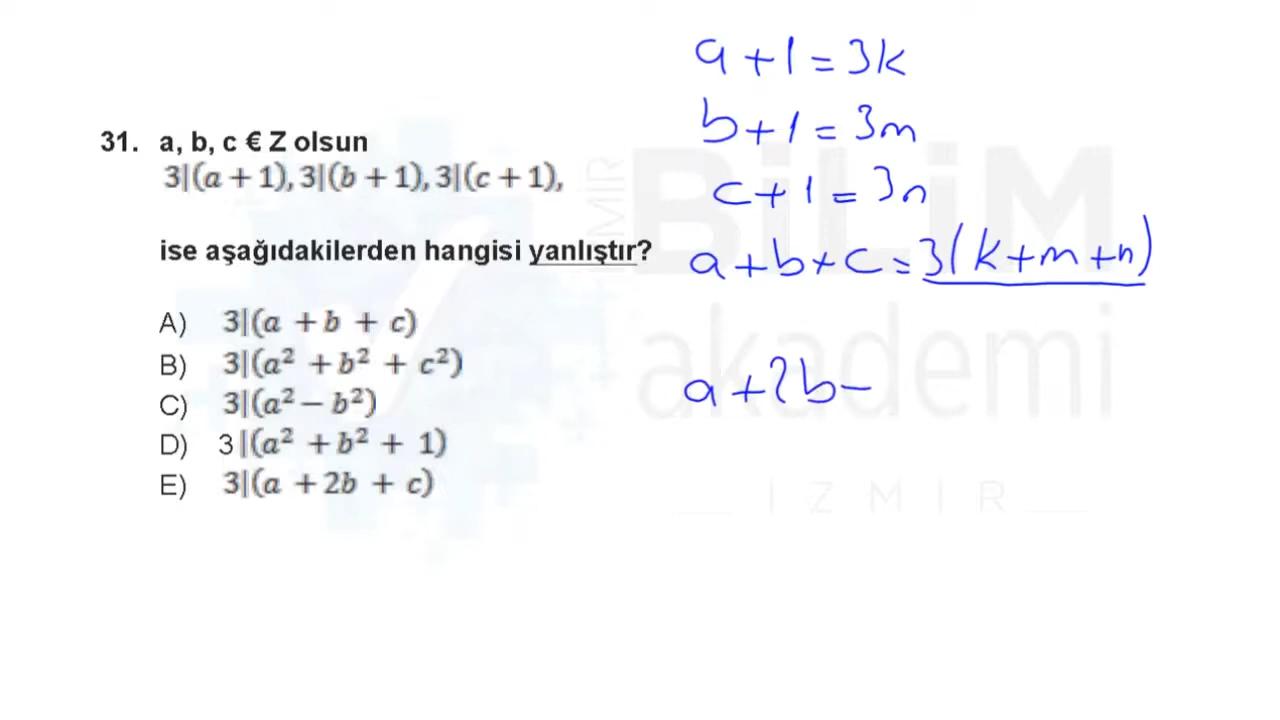 31. a, b, c € Z olsun
3|(a + 1), 3|(b + 1), 3|(c + 1),
ise aşağıdakilerden hangisi yanlıştır?
A) 3|(a + b + c)
B) 3|(a² + b² + c²)
C) 3|(a² − b²)
D) 3|(a² + b² + 1)
E) 3|(a + 2b + c)
a+1=3k
b+1=3m
c+1=3n
a+b+c=3(k+m+n)
a+2b-
İZMİR
BİLİM
akademi
İZMİR